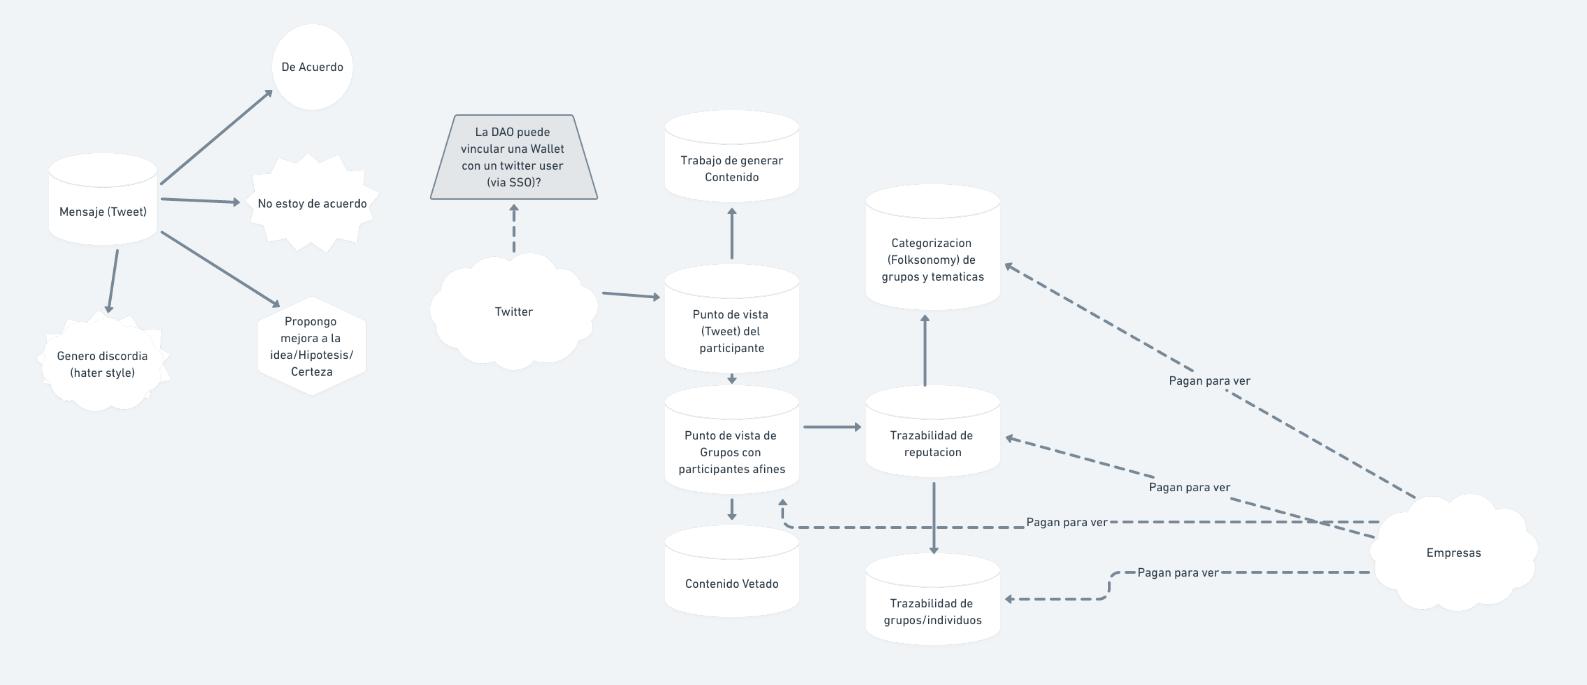 De Acuerdo
Mensaje (Tweet)
No estoy de acuerdo
Genero discordia
(hater style)
Propongo
mejora a la
idea/Hipotesis/
Certeza
La DAO puede
vincular una Wallet
con un twitter user
(via SSO)?
Twitter
Trabajo de generar
Contenido
Punto de vista
(Tweet) del
participante
Punto de vista de
Grupos con
participantes afines
Contenido Vetado
Categorizacion
(Folksonomy) de
grupos y tematicas
Trazabilidad de
reputacion
Trazabilidad de
grupos/individuos
Pagan para ver
Pagan para ver
Pagan para ver
Pagan para ver
Empresas